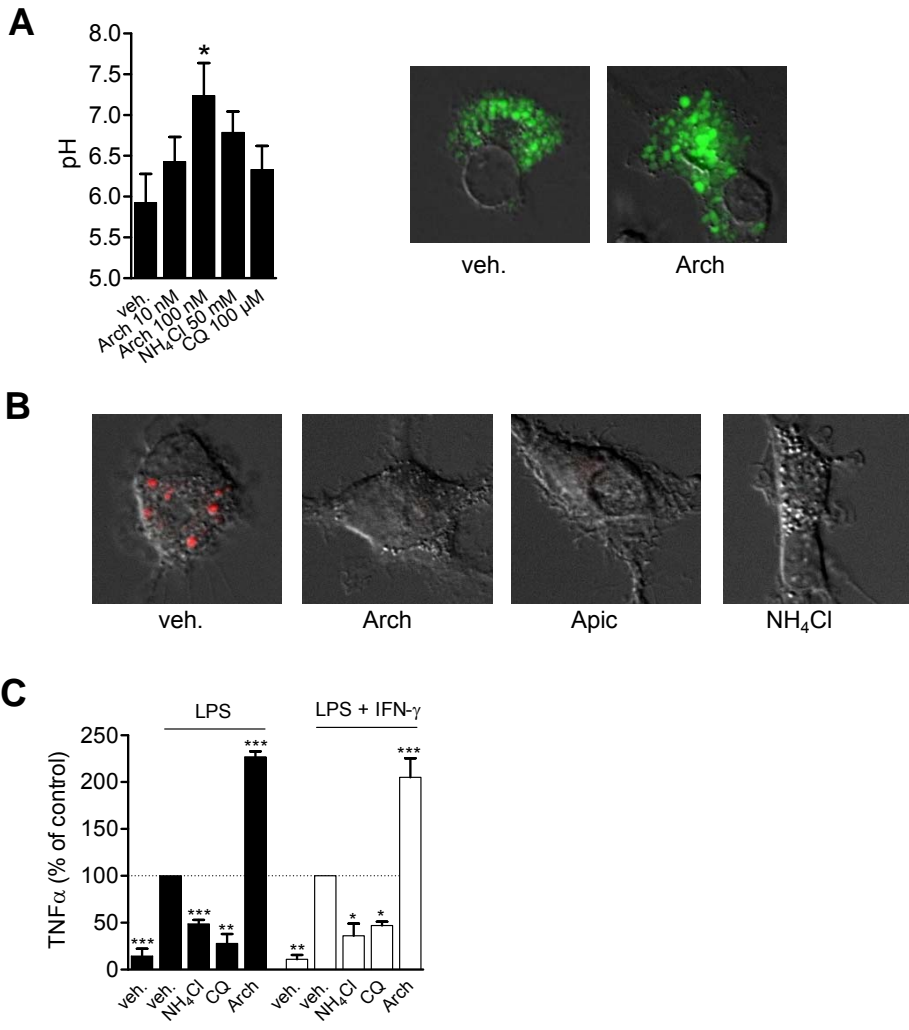 A
8.0
7.5
7.0
6.5
6.0
5.5
5.0
pH
*
veh.
Arch 10 nM
Arch 100 nM
NH₄Cl 50 mM
CQ 100 µM
veh.
Arch
B
veh.
Arch
Apic
NH₄Cl
C
LPS
LPS + IFN-γ
250
200
150
100
50
0
TNFα (% of control)
***
***
**
***
**
*
*
***
veh.
veh.
NH₄Cl
CQ
Arch
veh.
veh.
NH₄Cl
CQ
Arch